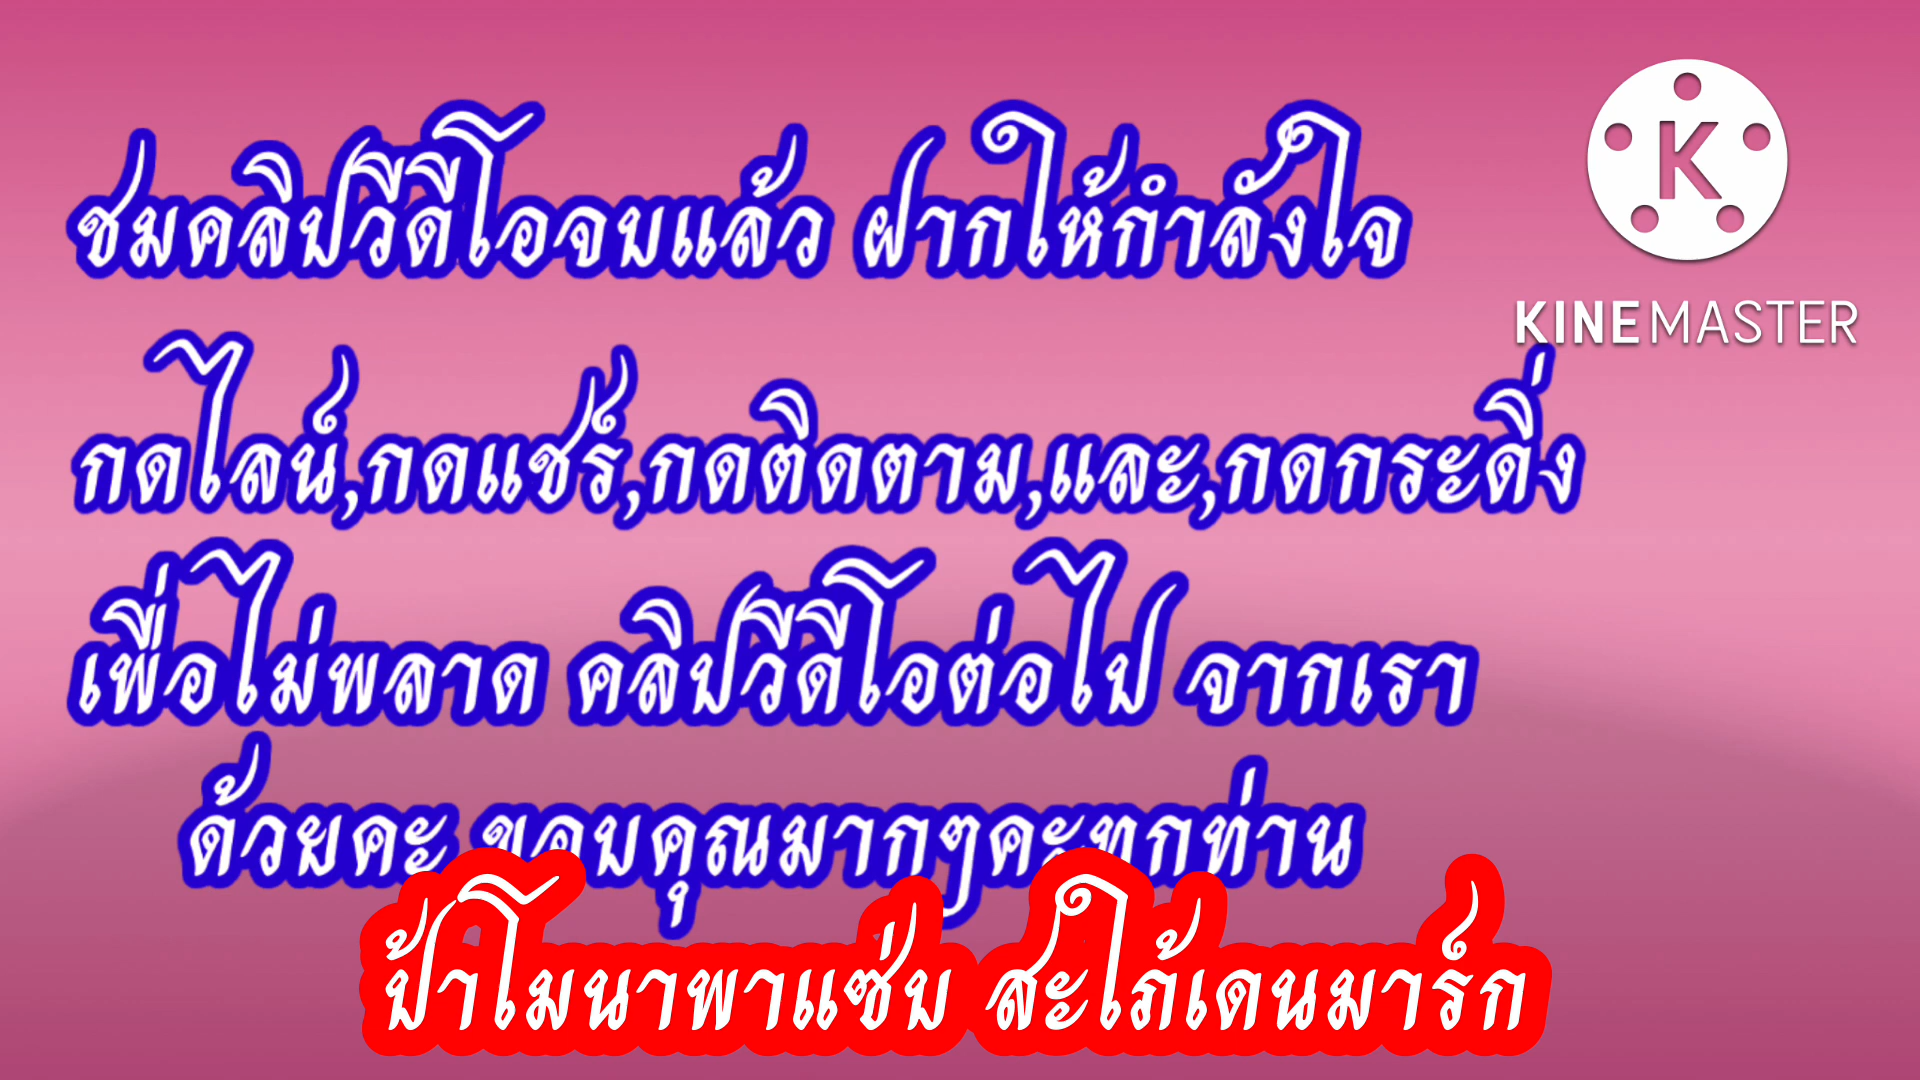 ชมคลิปวีดีโอจบแล้ว ฝากให้กำลังใจ
KINEMASTER
กดไลน์,กดแชร์,กดติดตาม,และ,กดกระดิ่ง
เพื่อไม่พลาด คลิปวีดีโอต่อไป จากเรา
ด้วยคะ ขอบคุณมากๆคะทุกท่าน
ป้าโมนาพาแซ่บ สะใภ้เดนมาร์ก